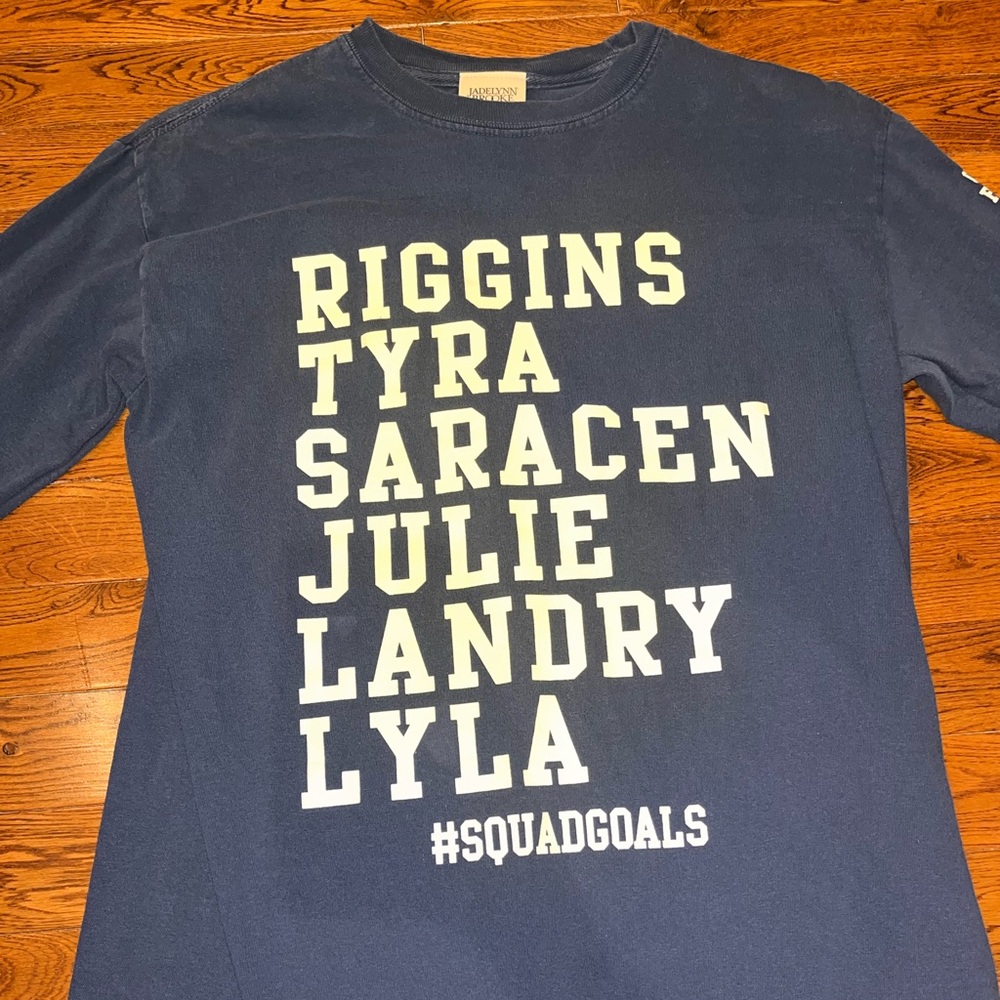 JADELYNN
BROOKE
RIGGINS
TYRA
SARACEN
JULIE
LANDRY
LYLA
#SQUADGOALS